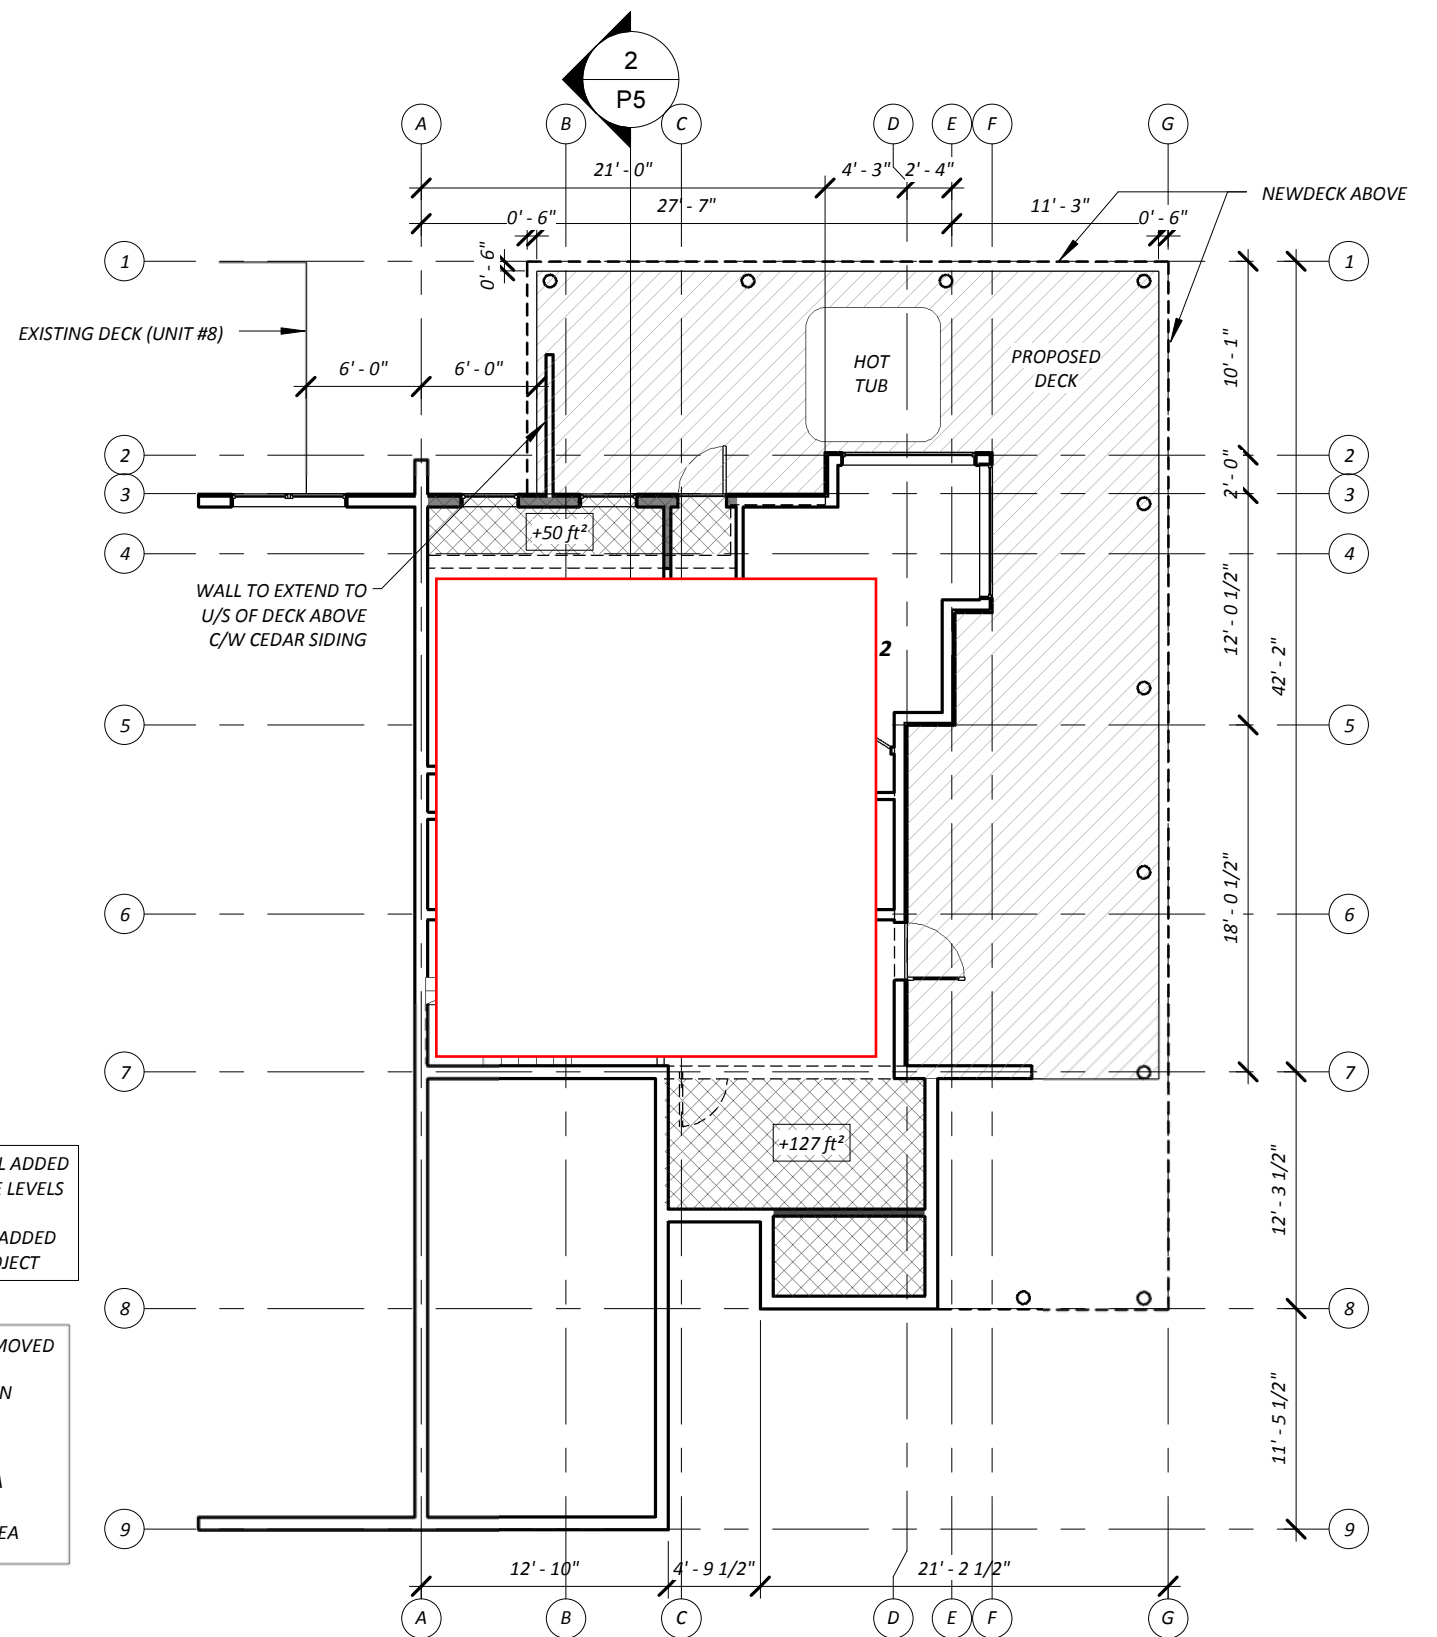 2
P5
A
B
C
D
E
F
G
21' - 0"
4' - 3"
2' - 4"
27' - 7"
11' - 3"
0' - 6"
0' - 6"
0' - 6"
NEWDECK ABOVE
1
1
EXISTING DECK (UNIT #8)
6' - 0"
6' - 0"
HOT
TUB
PROPOSED
DECK
10' - 1"
2
2
2' - 0"
3
3
+50 ft²
4
4
WALL TO EXTEND TO
U/S OF DECK ABOVE
C/W CEDAR SIDING
2
12' - 0 1/2"
42' - 2"
5
5
18' - 0 1/2"
6
6
7
7
+127 ft²
L ADDED
E LEVELS
ADDED
OJECT
12' - 3 1/2"
8
8
MOVED
N
A
EA
11' - 5 1/2"
9
9
12' - 10"
4' - 9 1/2"
21' - 2 1/2"
A
B
C
D
E
F
G